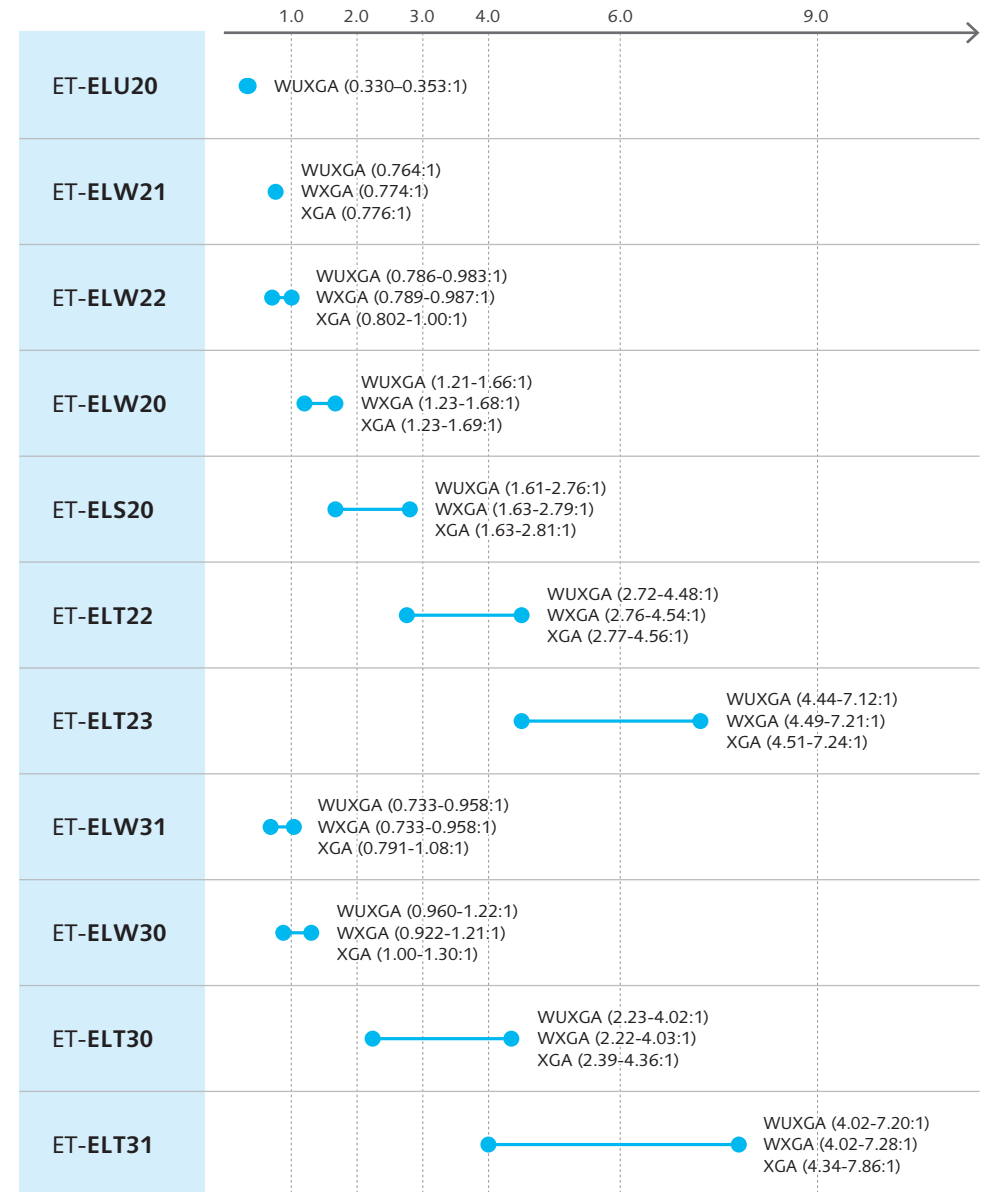 1.0 2.0 3.0 4.0 6.0 9.0
ET-ELU20
WUXGA (0.330–0.353:1)
ET-ELW21
WUXGA (0.764:1)
WXGA (0.774:1)
XGA (0.776:1)
ET-ELW22
WUXGA (0.786-0.983:1)
WXGA (0.789-0.987:1)
XGA (0.802-1.00:1)
ET-ELW20
WUXGA (1.21-1.66:1)
WXGA (1.23-1.68:1)
XGA (1.23-1.69:1)
ET-ELS20
WUXGA (1.61-2.76:1)
WXGA (1.63-2.79:1)
XGA (1.63-2.81:1)
ET-ELT22
WUXGA (2.72-4.48:1)
WXGA (2.76-4.54:1)
XGA (2.77-4.56:1)
ET-ELT23
WUXGA (4.44-7.12:1)
WXGA (4.49-7.21:1)
XGA (4.51-7.24:1)
ET-ELW31
WUXGA (0.733-0.958:1)
WXGA (0.733-0.958:1)
XGA (0.791-1.08:1)
ET-ELW30
WUXGA (0.960-1.22:1)
WXGA (0.922-1.21:1)
XGA (1.00-1.30:1)
ET-ELT30
WUXGA (2.23-4.02:1)
WXGA (2.22-4.03:1)
XGA (2.39-4.36:1)
ET-ELT31
WUXGA (4.02-7.20:1)
WXGA (4.02-7.28:1)
XGA (4.34-7.86:1)